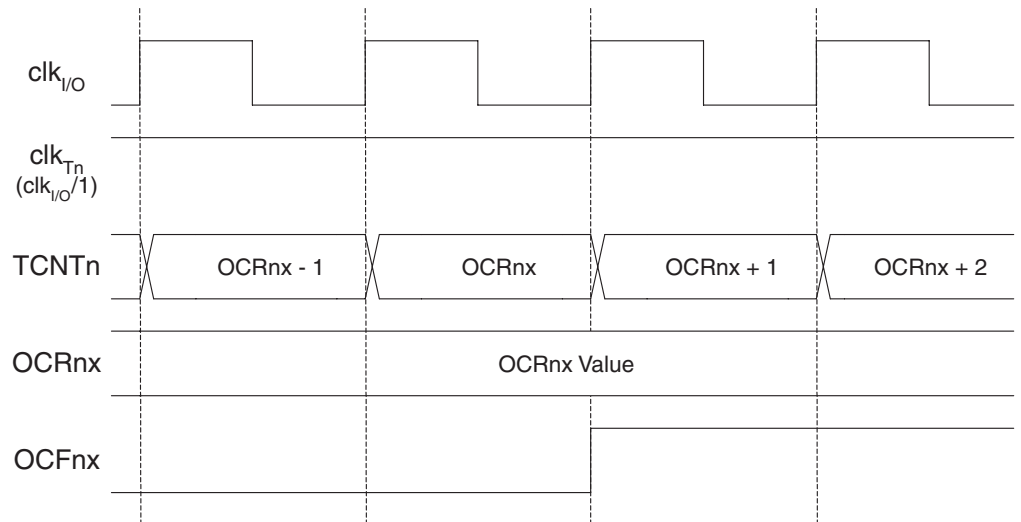 clkI/O
clkTn
(clkI/O/1)
TCNTn
OCRnx - 1
OCRnx
OCRnx + 1
OCRnx + 2
OCRnx
OCRnx Value
OCFnx